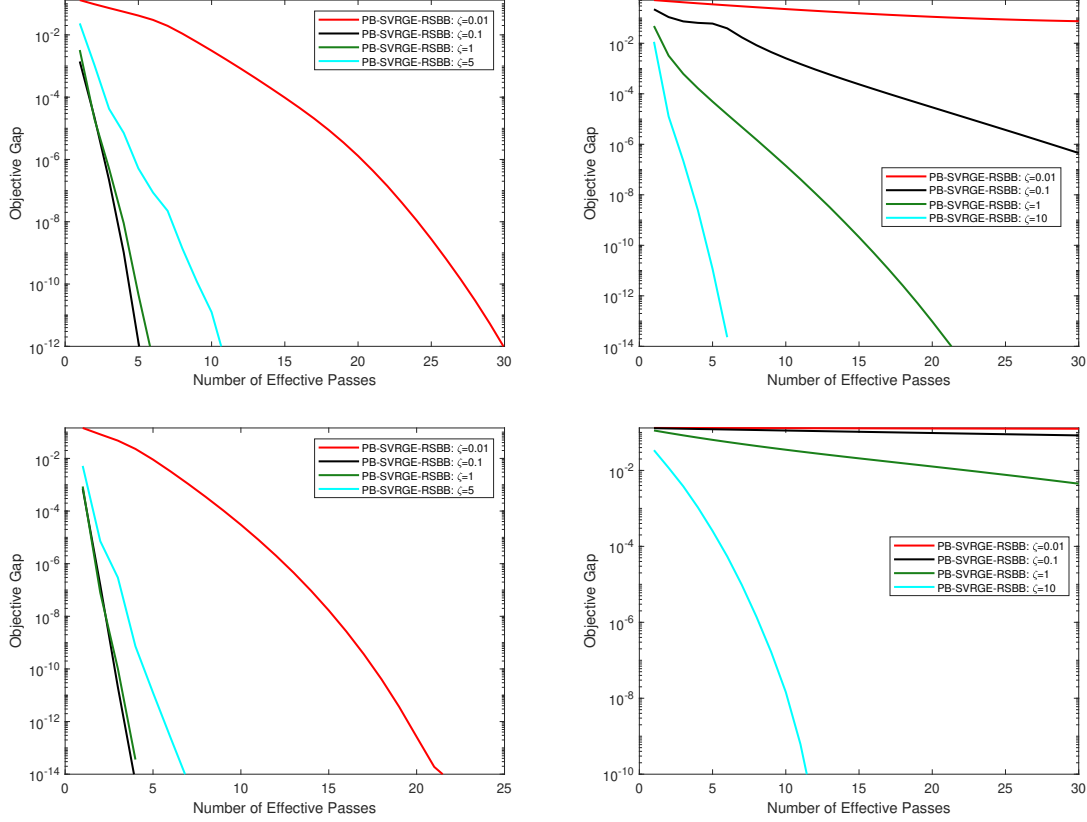 10^-2
10^-4
10^-6
10^-8
10^-10
10^-12
Objective Gap
0 5 10 15 20 25 30
Number of Effective Passes
PB-SVRGE-RSBB: ζ=0.01
PB-SVRGE-RSBB: ζ=0.1
PB-SVRGE-RSBB: ζ=1
PB-SVRGE-RSBB: ζ=5
10^-2
10^-4
10^-6
10^-8
10^-10
10^-12
10^-14
Objective Gap
0 5 10 15 20 25 30
Number of Effective Passes
PB-SVRGE-RSBB: ζ=0.01
PB-SVRGE-RSBB: ζ=0.1
PB-SVRGE-RSBB: ζ=1
PB-SVRGE-RSBB: ζ=10
10^-2
10^-4
10^-6
10^-8
10^-10
10^-12
10^-14
Objective Gap
0 5 10 15 20 25
Number of Effective Passes
PB-SVRGE-RSBB: ζ=0.01
PB-SVRGE-RSBB: ζ=0.1
PB-SVRGE-RSBB: ζ=1
PB-SVRGE-RSBB: ζ=5
10^-2
10^-4
10^-6
10^-8
10^-10
Objective Gap
0 5 10 15 20 25 30
Number of Effective Passes
PB-SVRGE-RSBB: ζ=0.01
PB-SVRGE-RSBB: ζ=0.1
PB-SVRGE-RSBB: ζ=1
PB-SVRGE-RSBB: ζ=10